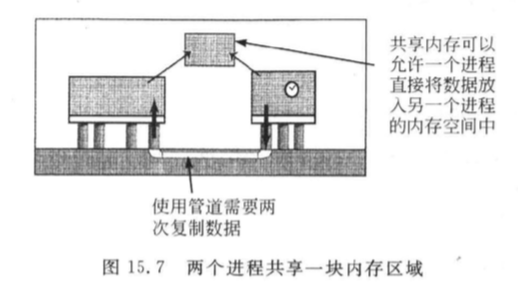 共享内存可以
允许一个进程
直接将数据放
入另一个进程
的内存空间中
使用管道需要两
次复制数据
图 15.7 两个进程共享一块内存区域